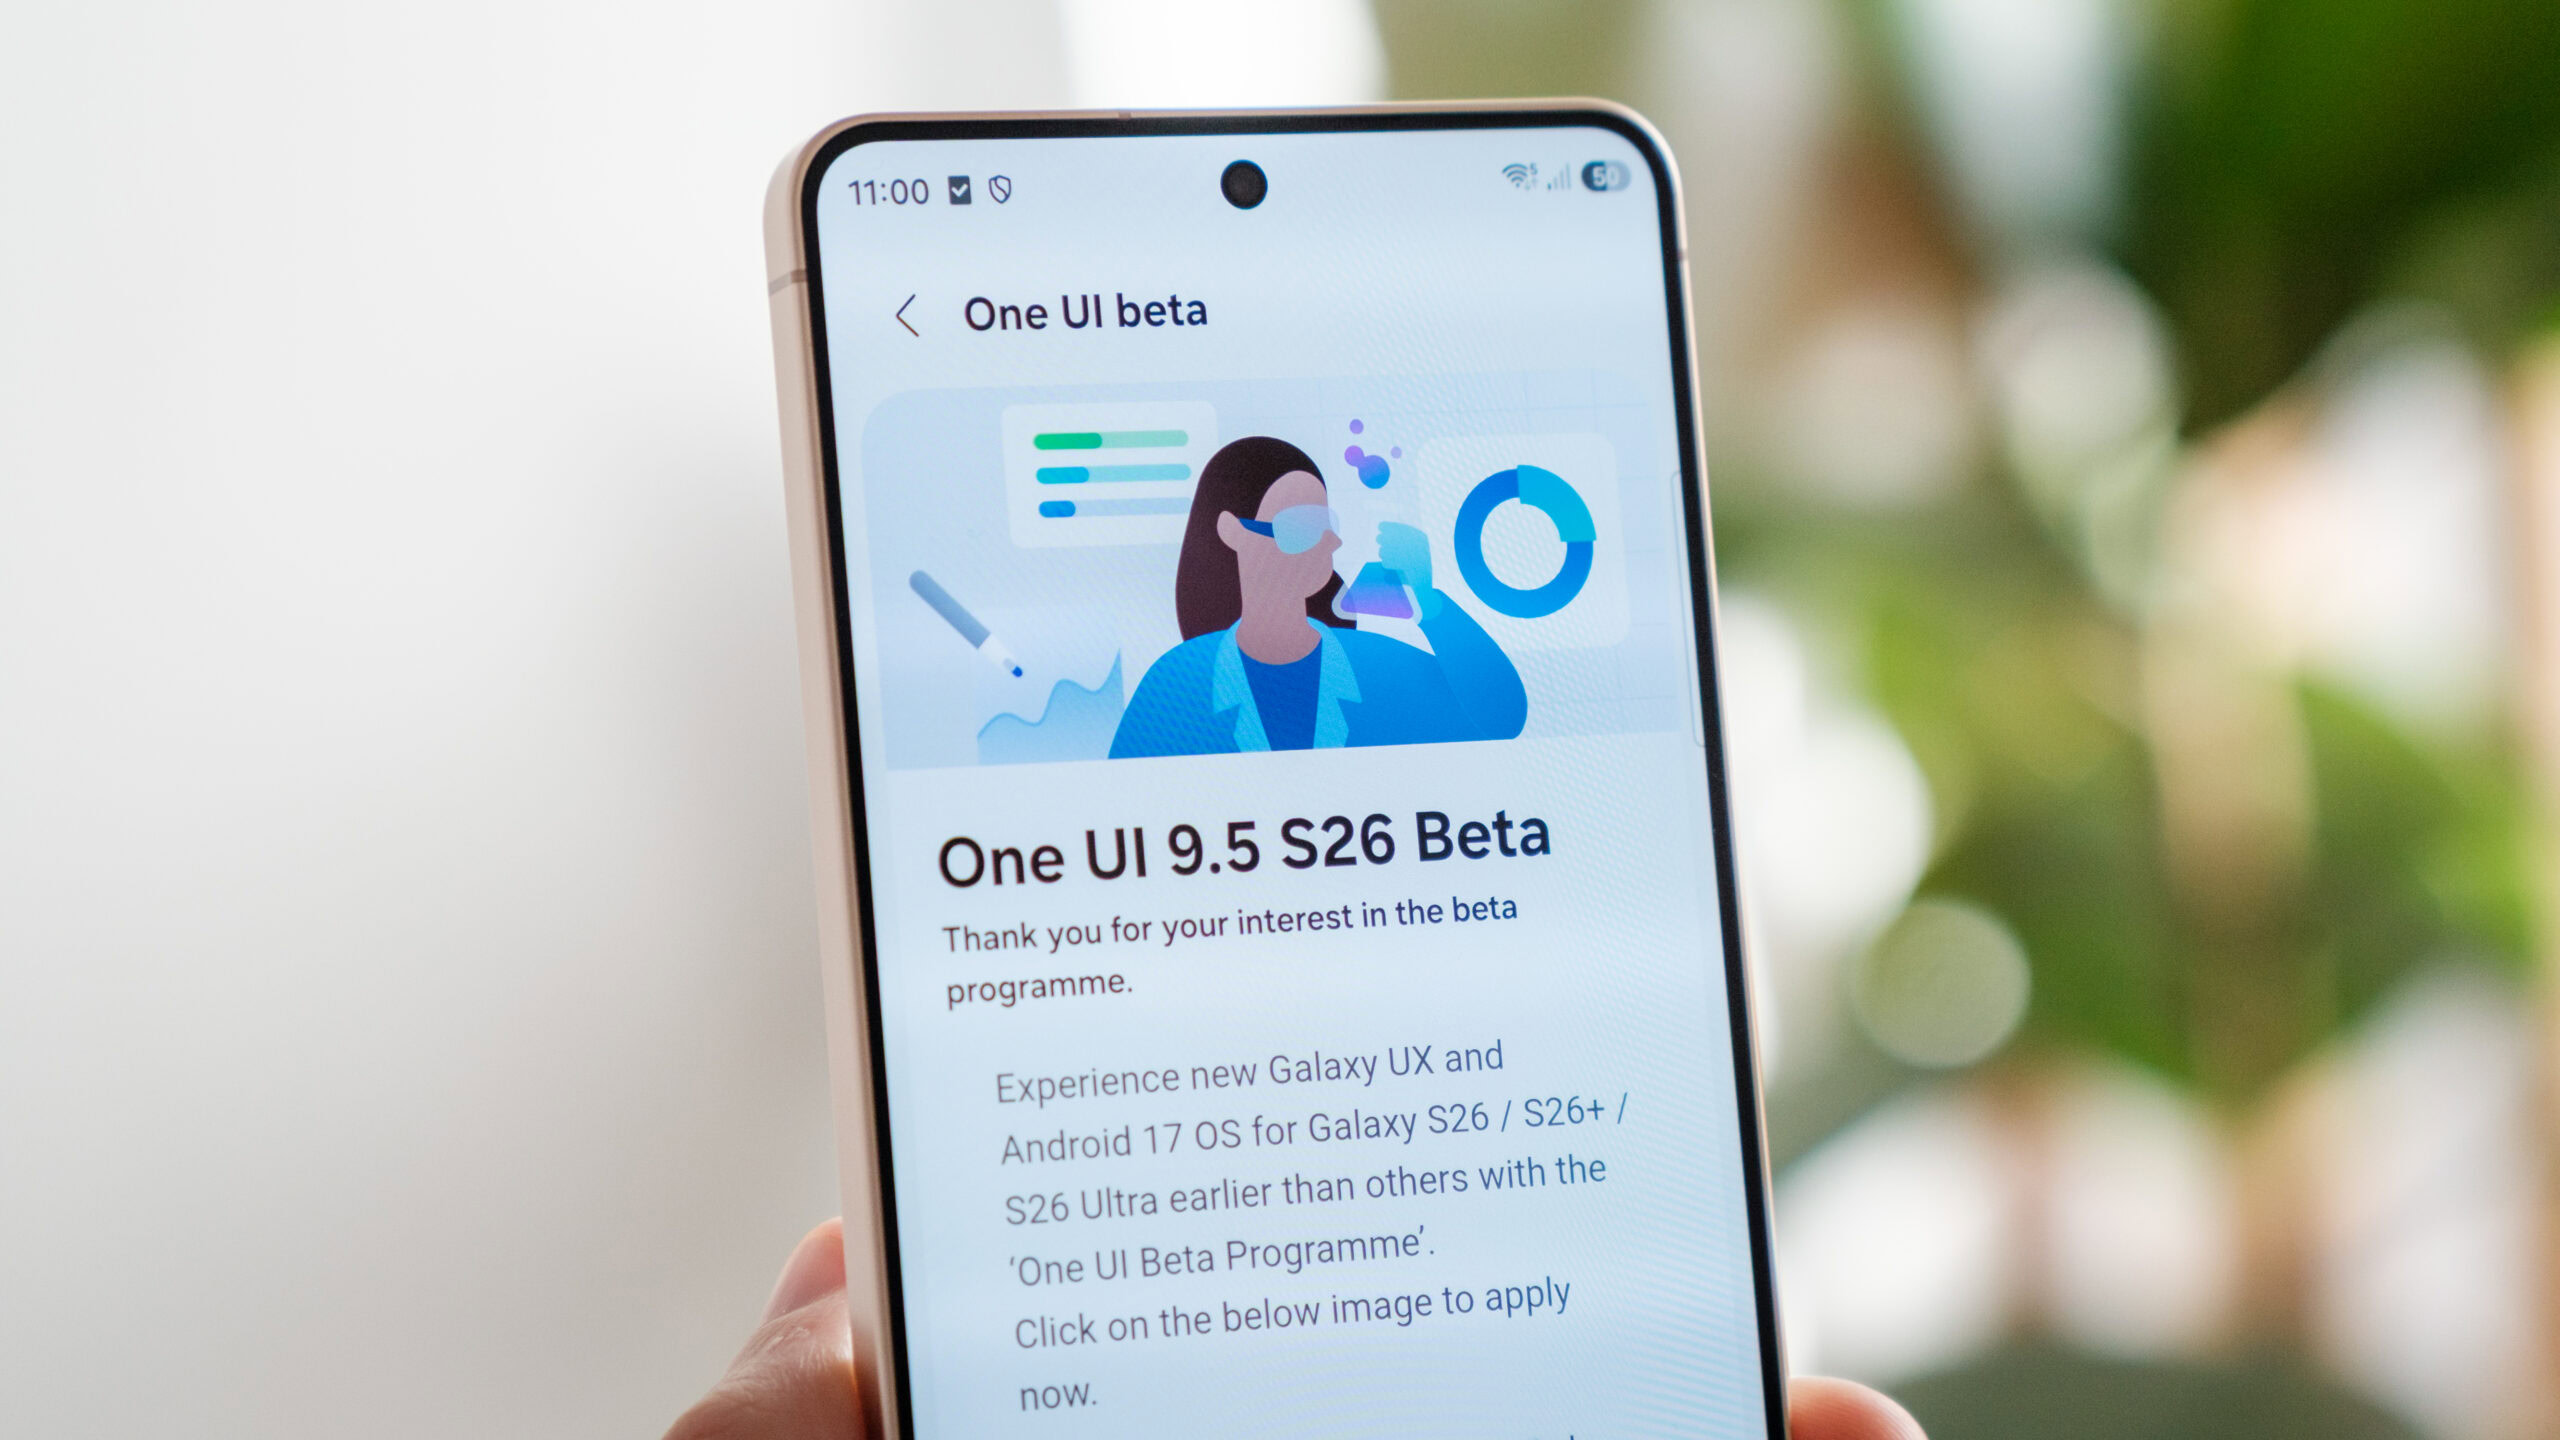 11:00
5
50
One UI beta
One UI 9.5 S26 Beta
Thank you for your interest in the beta
programme.
Experience new Galaxy UX and
Android 17 OS for Galaxy S26 / S26+ /
S26 Ultra earlier than others with the
‘One UI Beta Programme’.
Click on the below image to apply
now.